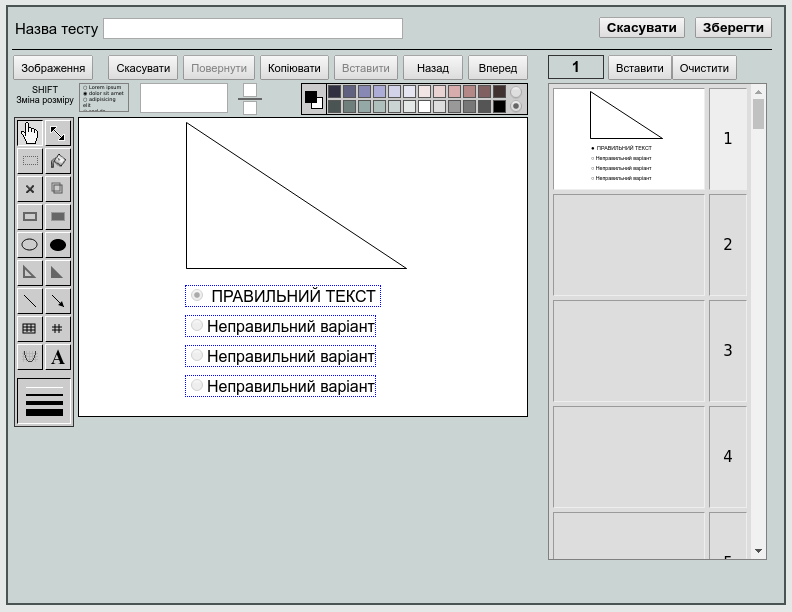 Назва тесту
Скасувати Зберегти
Зображення Скасувати Повернути Копіювати Вставити Назад Вперед
1 Вставити Очистити
SHIFT
Зміна розміру
Lorem ipsum
dolor sit amet
adipisicing
elit
A
ПРАВИЛЬНИЙ ТЕКСТ
Неправильний варіант
Неправильний варіант
Неправильний варіант
ПРАВИЛЬНИЙ ТЕКСТ
Неправильний варіант
Неправильний варіант
Неправильний варіант
1
2
3
4